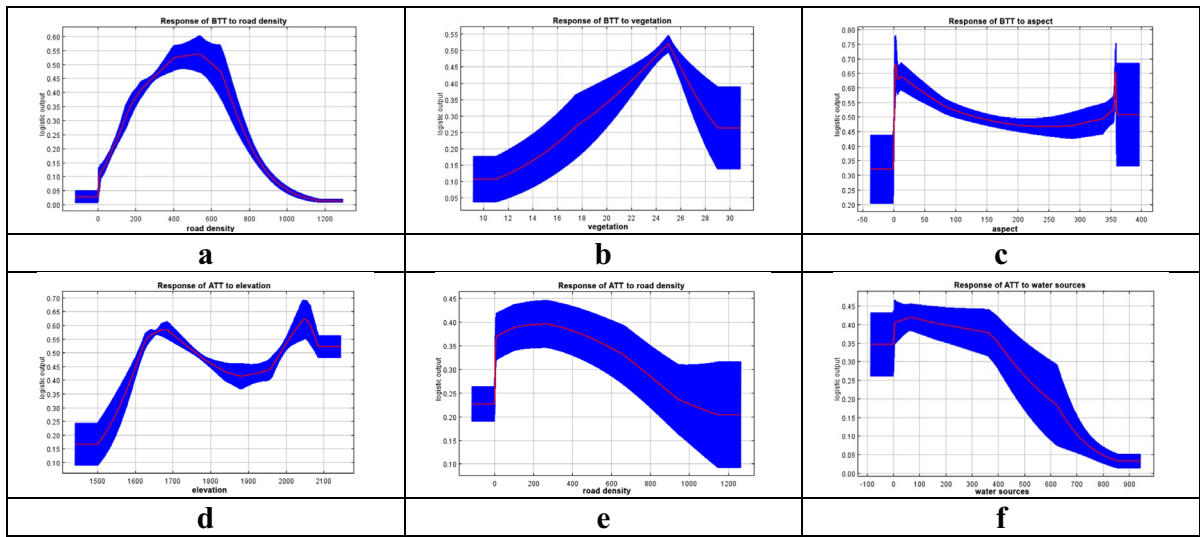 Response of BTT to road density
logistic output
0.60
0.55
0.50
0.45
0.40
0.35
0.30
0.25
0.20
0.15
0.10
0.05
0.00
0 200 400 600 800 1000 1200
road density
Response of BTT to vegetation
logistic output
0.55
0.50
0.45
0.40
0.35
0.30
0.25
0.20
0.15
0.10
0.05
10 12 14 16 18 20 22 24 26 28 30
vegetation
Response of BTT to aspect
logistic output
0.80
0.75
0.70
0.65
0.60
0.55
0.50
0.45
0.40
0.35
0.30
0.25
0.20
-50 0 50 100 150 200 250 300 350 400
aspect
a b c
Response of ATT to elevation
logistic output
0.70
0.65
0.60
0.55
0.50
0.45
0.40
0.35
0.30
0.25
0.20
0.15
0.10
1500 1600 1700 1800 1900 2000 2100
elevation
Response of ATT to road density
logistic output
0.45
0.40
0.35
0.30
0.25
0.20
0.15
0.10
0 200 400 600 800 1000 1200
road density
Response of ATT to water sources
logistic output
0.45
0.40
0.35
0.30
0.25
0.20
0.15
0.10
0.05
0.00
-100 0 100 200 300 400 500 600 700 800 900
water sources
d e f